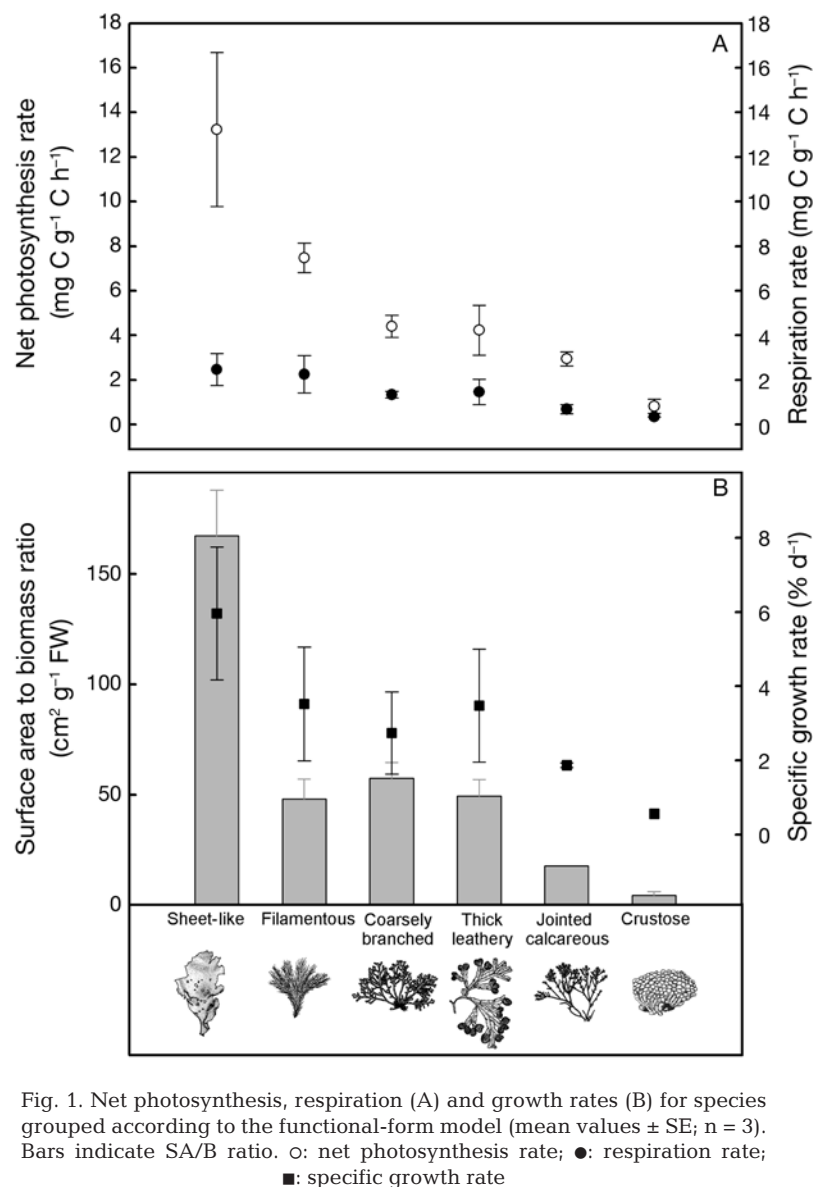 A
18
16
14
12
10
8
6
4
2
0
Net photosynthesis rate
(mg C g⁻¹ C h⁻¹)
18
16
14
12
10
8
6
4
2
0
Respiration rate (mg C g⁻¹ C h⁻¹)
B
150
100
50
0
Surface area to biomass ratio
(cm² g⁻¹ FW)
8
6
4
2
0
Specific growth rate (% d⁻¹)
Sheet-like Filamentous Coarsely Thick Jointed Crustose
branched leathery calcareous
Fig. 1. Net photosynthesis, respiration (A) and growth rates (B) for species
grouped according to the functional-form model (mean values ± SE; n = 3).
Bars indicate SA/B ratio. ○: net photosynthesis rate; ●: respiration rate;
■: specific growth rate